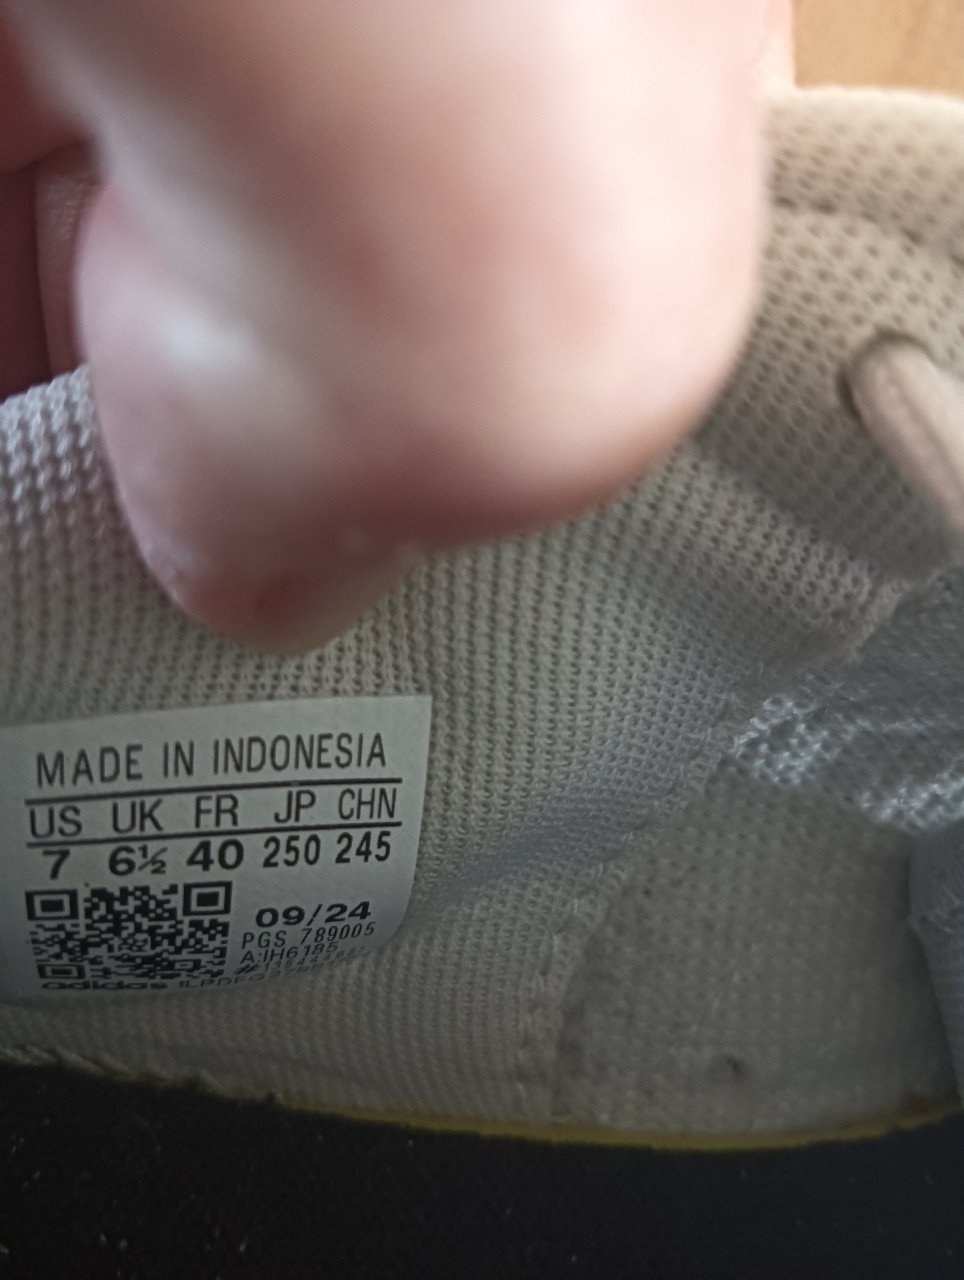 MADE IN INDONESIA
US UK FR JP CHN
7 6½ 40 250 245
09/24
PGS 789005
A:IH6185
adidas